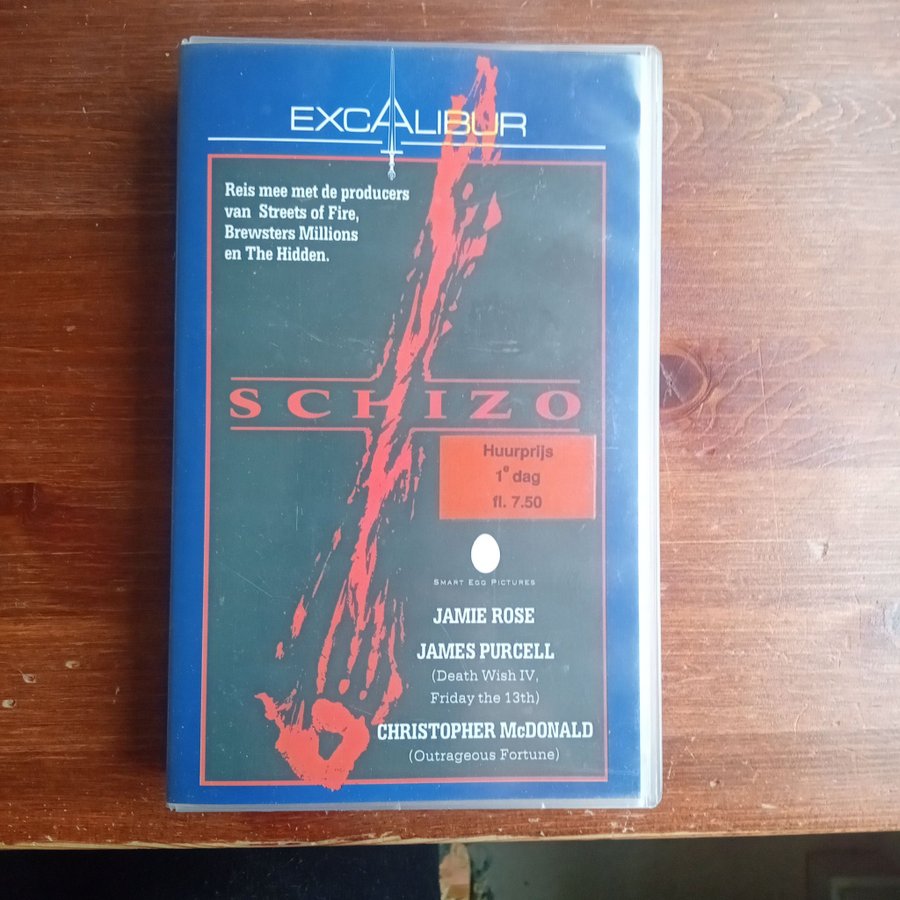 EXCALIBUR
Reis mee met de producers
van Streets of Fire,
Brewsters Millions
en The Hidden.
SCHIZO
Huurprijs
1e dag
fl. 7.50
SMART EGG PICTURES
JAMIE ROSE
JAMES PURCELL
(Death Wish IV,
Friday the 13th)
CHRISTOPHER McDONALD
(Outrageous Fortune)